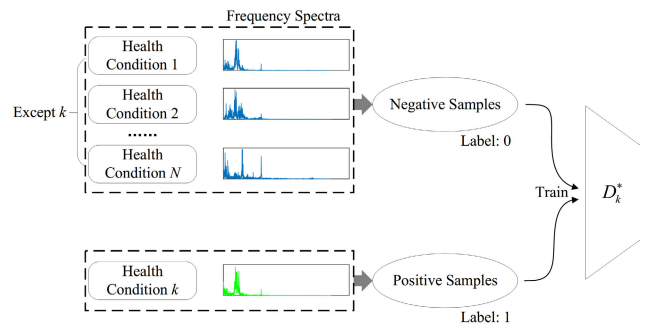 Frequency Spectra
Health
Condition 1
Except k
Health
Condition 2
......
Health
Condition N
Negative Samples
Label: 0
Train
D*k
Health
Condition k
Positive Samples
Label: 1